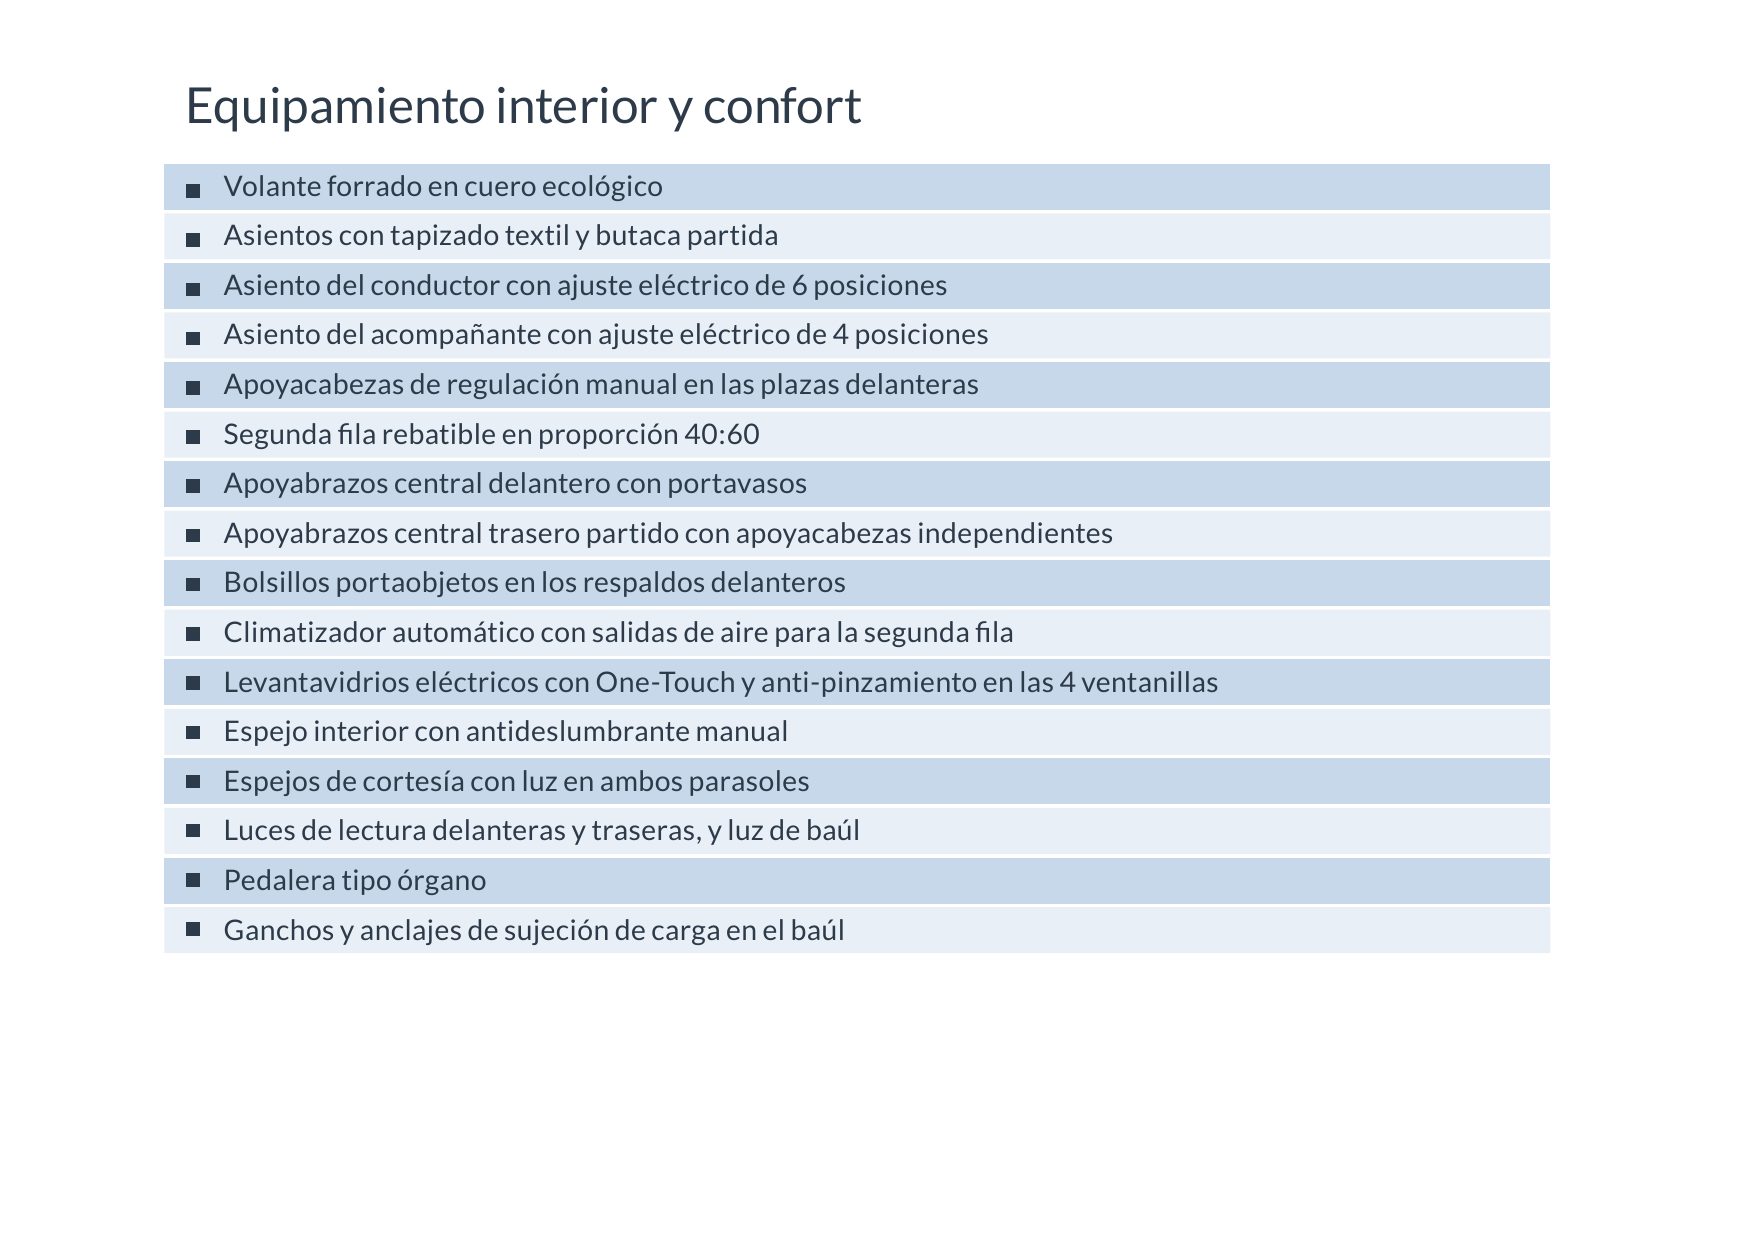 Equipamiento interior y confort
■ Volante forrado en cuero ecológico
■ Asientos con tapizado textil y butaca partida
■ Asiento del conductor con ajuste eléctrico de 6 posiciones
■ Asiento del acompañante con ajuste eléctrico de 4 posiciones
■ Apoyacabezas de regulación manual en las plazas delanteras
■ Segunda fila rebatible en proporción 40:60
■ Apoyabrazos central delantero con portavasos
■ Apoyabrazos central trasero partido con apoyacabezas independientes
■ Bolsillos portaobjetos en los respaldos delanteros
■ Climatizador automático con salidas de aire para la segunda fila
■ Levantavidrios eléctricos con One-Touch y anti-pinzamiento en las 4 ventanillas
■ Espejo interior con antideslumbrante manual
■ Espejos de cortesía con luz en ambos parasoles
■ Luces de lectura delanteras y traseras, y luz de baúl
■ Pedalera tipo órgano
■ Ganchos y anclajes de sujeción de carga en el baúl